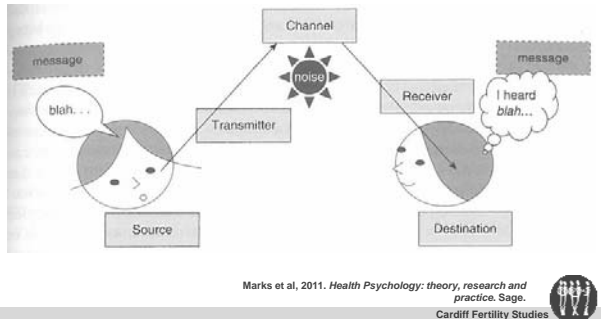 Channel
message
message
noise
blah...
Receiver
I heard
blah...
Transmitter
Source
Destination
Marks et al, 2011. Health Psychology: theory, research and
practice. Sage.
Cardiff Fertility Studies